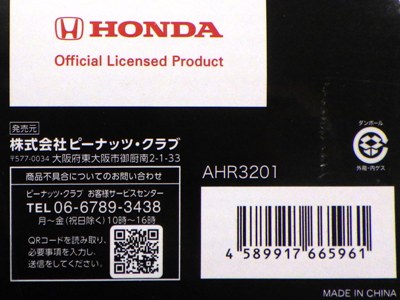 HONDA
Official Licensed Product
発売元
株式会社ピーナッツ・クラブ
〒577-0034 大阪府東大阪市御厨南2-1-33
商品不具合についてのお問い合わせ
ピーナッツ・クラブ お客様サービスセンター
TEL06-6789-3438
月〜金(祝日除く)10時〜16時
QRコードを読み取り、
必要事項を入力し、
送信をしてください。
ダンボール
外箱・内ゲス
AHR3201
4 589917 665961
MADE IN CHINA